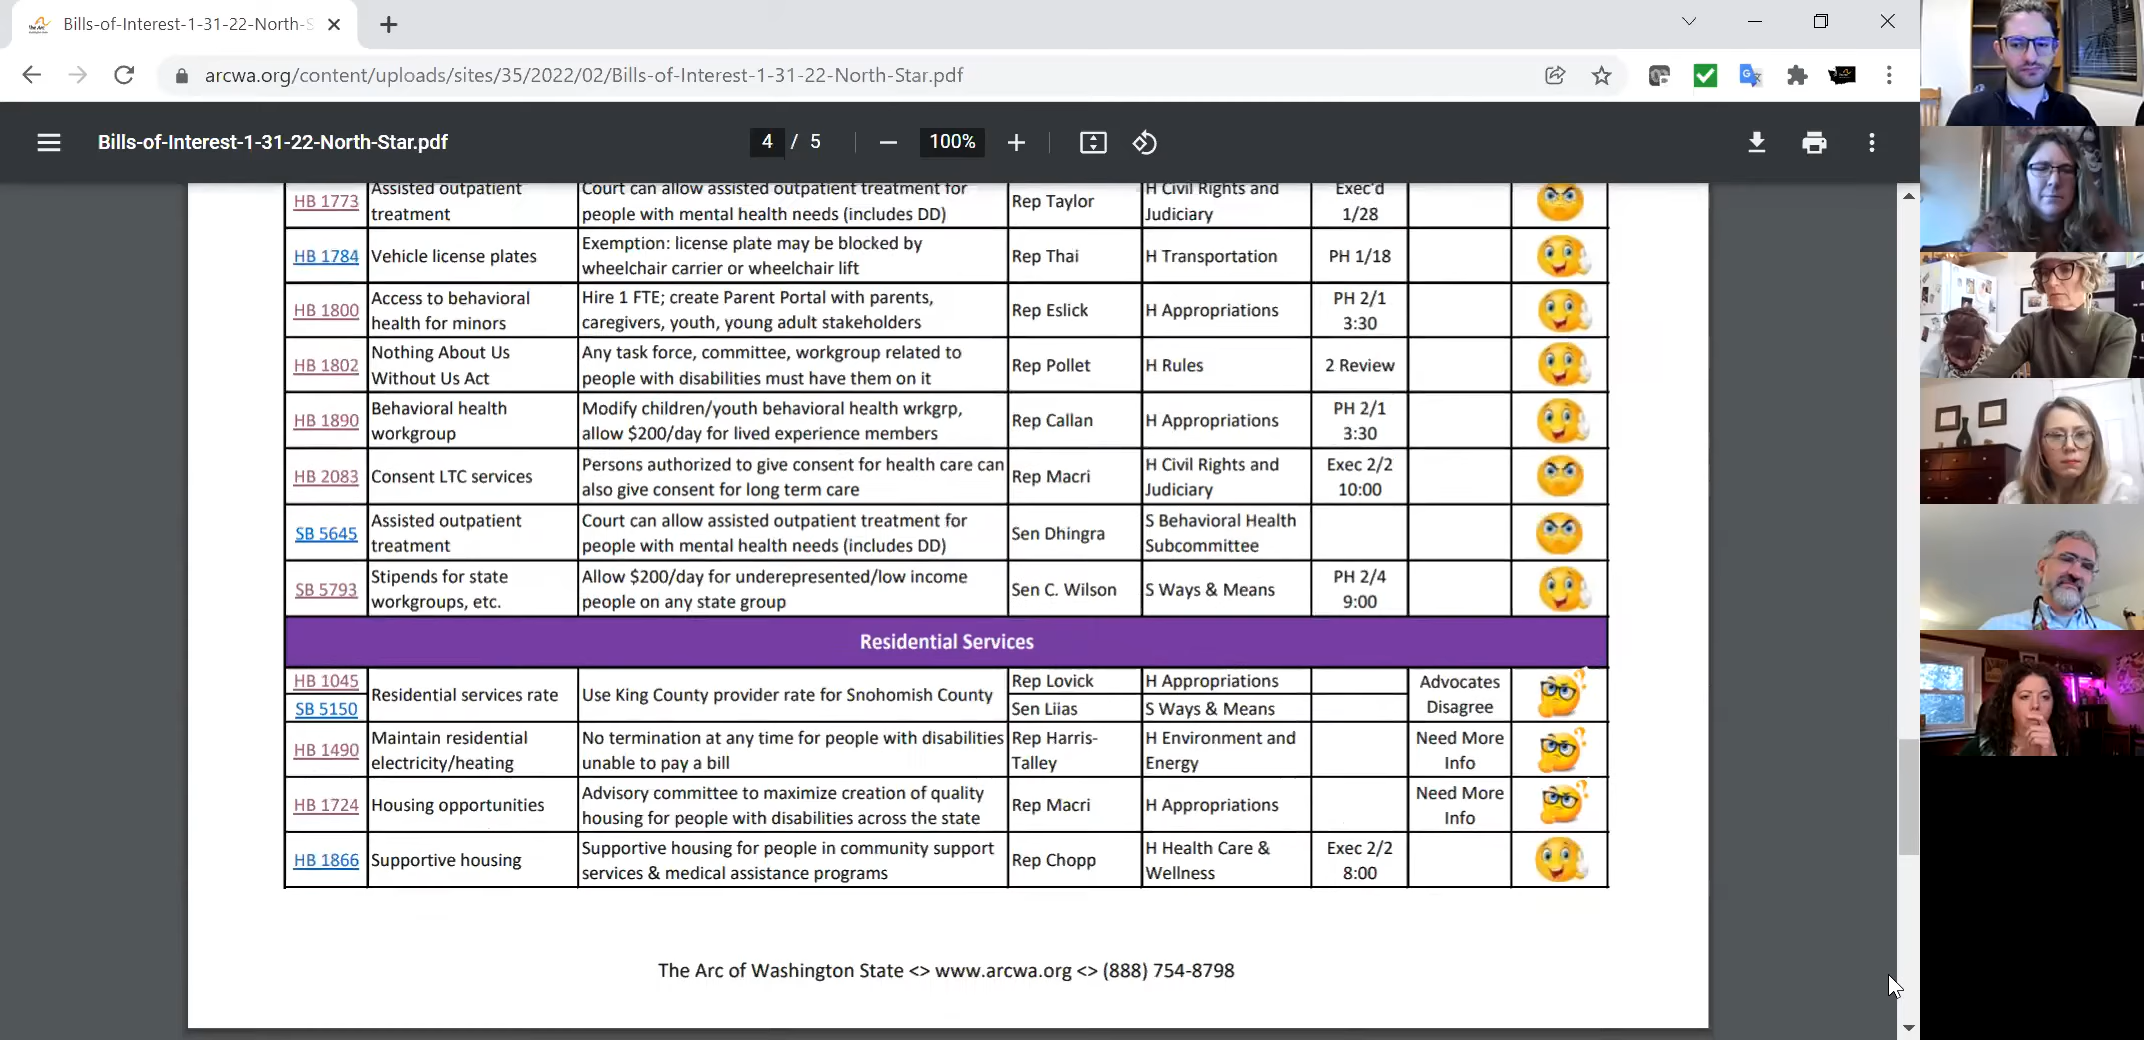 Bills-of-Interest-1-31-22-North-S
arcwa.org/content/uploads/sites/35/2022/02/Bills-of-Interest-1-31-22-North-Star.pdf
Bills-of-Interest-1-31-22-North-Star.pdf
4 / 5
100%
HB 1773
Assisted outpatient
treatment
Court can allow assisted outpatient treatment for
people with mental health needs (includes DD)
Rep Taylor
H Civil Rights and
Judiciary
Exec'd
1/28
HB 1784
Vehicle license plates
Exemption: license plate may be blocked by
wheelchair carrier or wheelchair lift
Rep Thai
H Transportation
PH 1/18
HB 1800
Access to behavioral
health for minors
Hire 1 FTE; create Parent Portal with parents,
caregivers, youth, young adult stakeholders
Rep Eslick
H Appropriations
PH 2/1
3:30
HB 1802
Nothing About Us
Without Us Act
Any task force, committee, workgroup related to
people with disabilities must have them on it
Rep Pollet
H Rules
2 Review
HB 1890
Behavioral health
workgroup
Modify children/youth behavioral health wrkgrp,
allow $200/day for lived experience members
Rep Callan
H Appropriations
PH 2/1
3:30
HB 2083
Consent LTC services
Persons authorized to give consent for health care can
also give consent for long term care
Rep Macri
H Civil Rights and
Judiciary
Exec 2/2
10:00
SB 5645
Assisted outpatient
treatment
Court can allow assisted outpatient treatment for
people with mental health needs (includes DD)
Sen Dhingra
S Behavioral Health
Subcommittee
SB 5793
Stipends for state
workgroups, etc.
Allow $200/day for underepresented/low income
people on any state group
Sen C. Wilson
S Ways & Means
PH 2/4
9:00
Residential Services
HB 1045
SB 5150
Residential services rate
Use King County provider rate for Snohomish County
Rep Lovick
Sen Liias
H Appropriations
S Ways & Means
Advocates
Disagree
HB 1490
Maintain residential
electricity/heating
No termination at any time for people with disabilities
unable to pay a bill
Rep Harris-
Talley
H Environment and
Energy
Need More
Info
HB 1724
Housing opportunities
Advisory committee to maximize creation of quality
housing for people with disabilities across the state
Rep Macri
H Appropriations
Need More
Info
HB 1866
Supportive housing
Supportive housing for people in community support
services & medical assistance programs
Rep Chopp
H Health Care &
Wellness
Exec 2/2
8:00
The Arc of Washington State <> www.arcwa.org <> (888) 754-8798